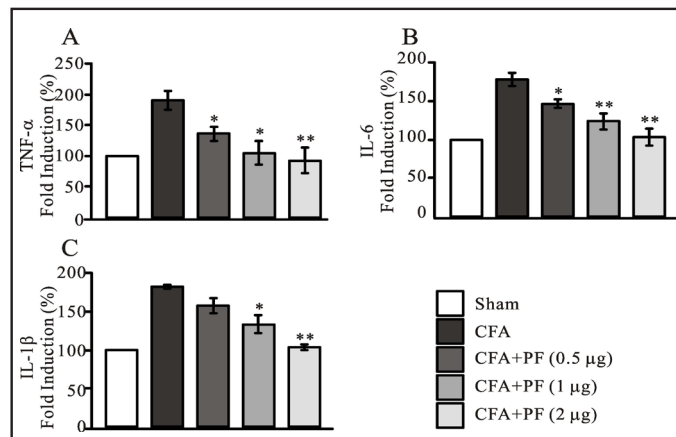 A
TNF-α
Fold Induction (%)
250
200
150
100
50
0
*
*
**
B
IL-6
Fold Induction (%)
200
150
100
50
0
*
**
**
C
IL-1β
Fold Induction (%)
200
150
100
50
0
*
**
Sham
CFA
CFA+PF (0.5 μg)
CFA+PF (1 μg)
CFA+PF (2 μg)